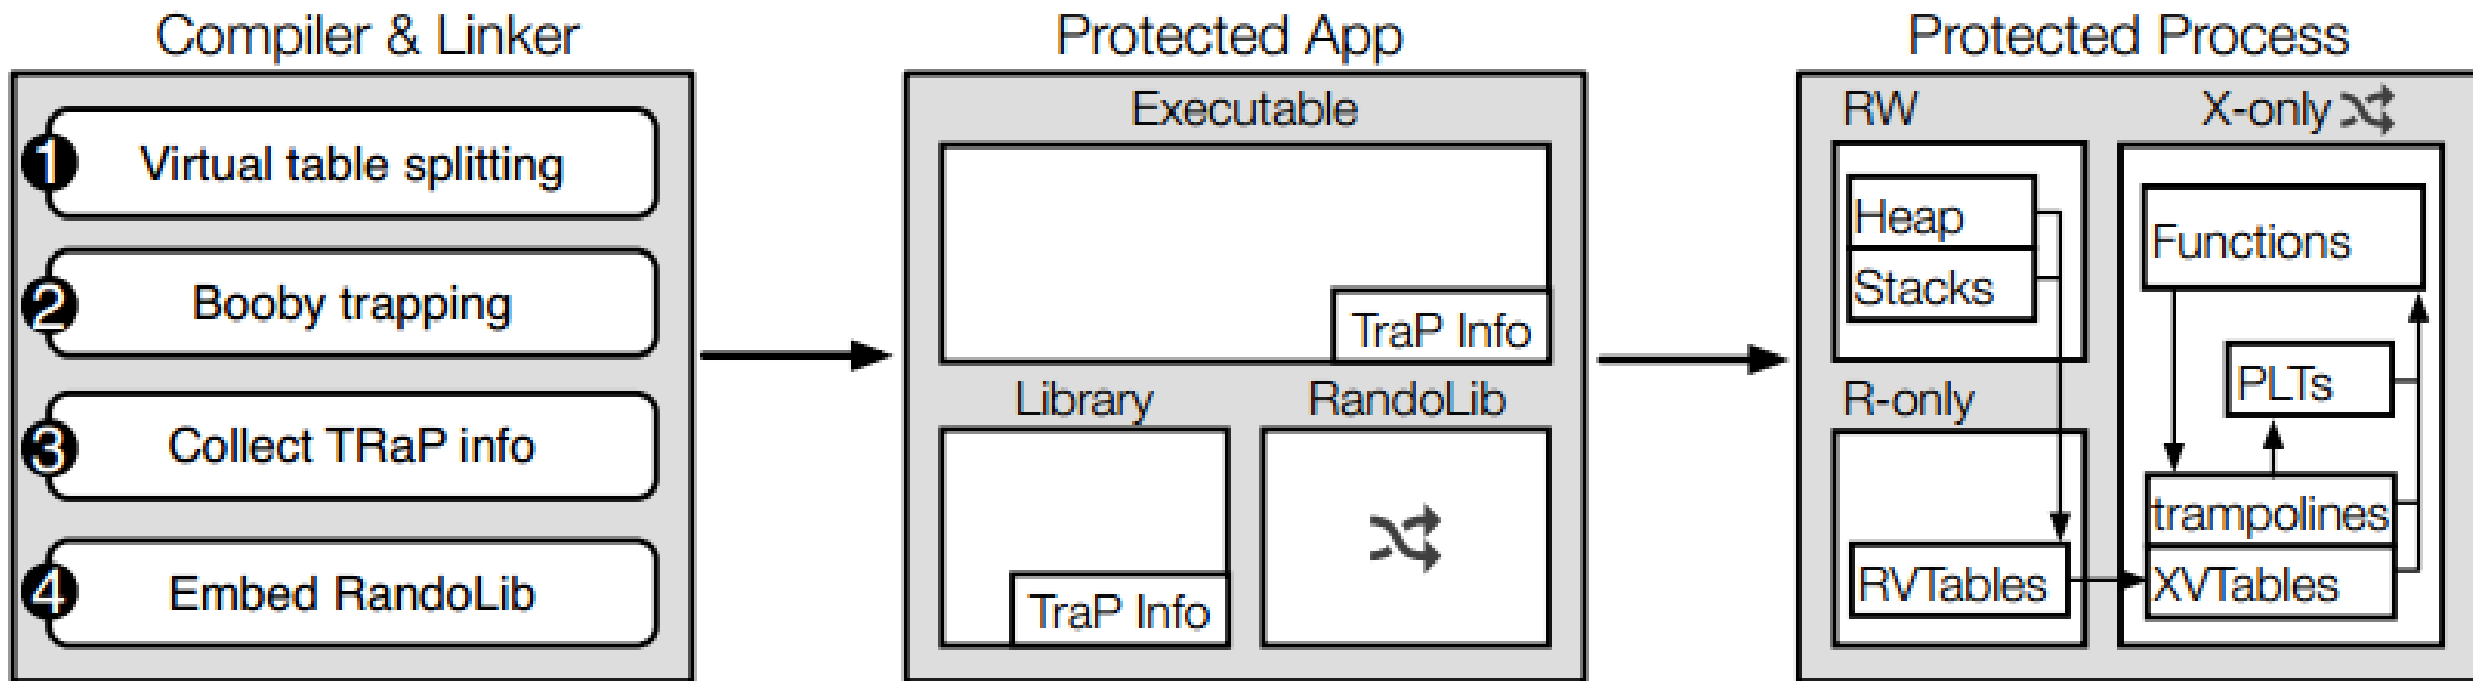 Compiler & Linker
1 Virtual table splitting
2 Booby trapping
3 Collect TRaP info
4 Embed RandoLib
Protected App
Executable
TraP Info
Library
TraP Info
RandoLib
Protected Process
RW
Heap
Stacks
R-only
RVTables
X-only
Functions
PLTs
trampolines
XVTables